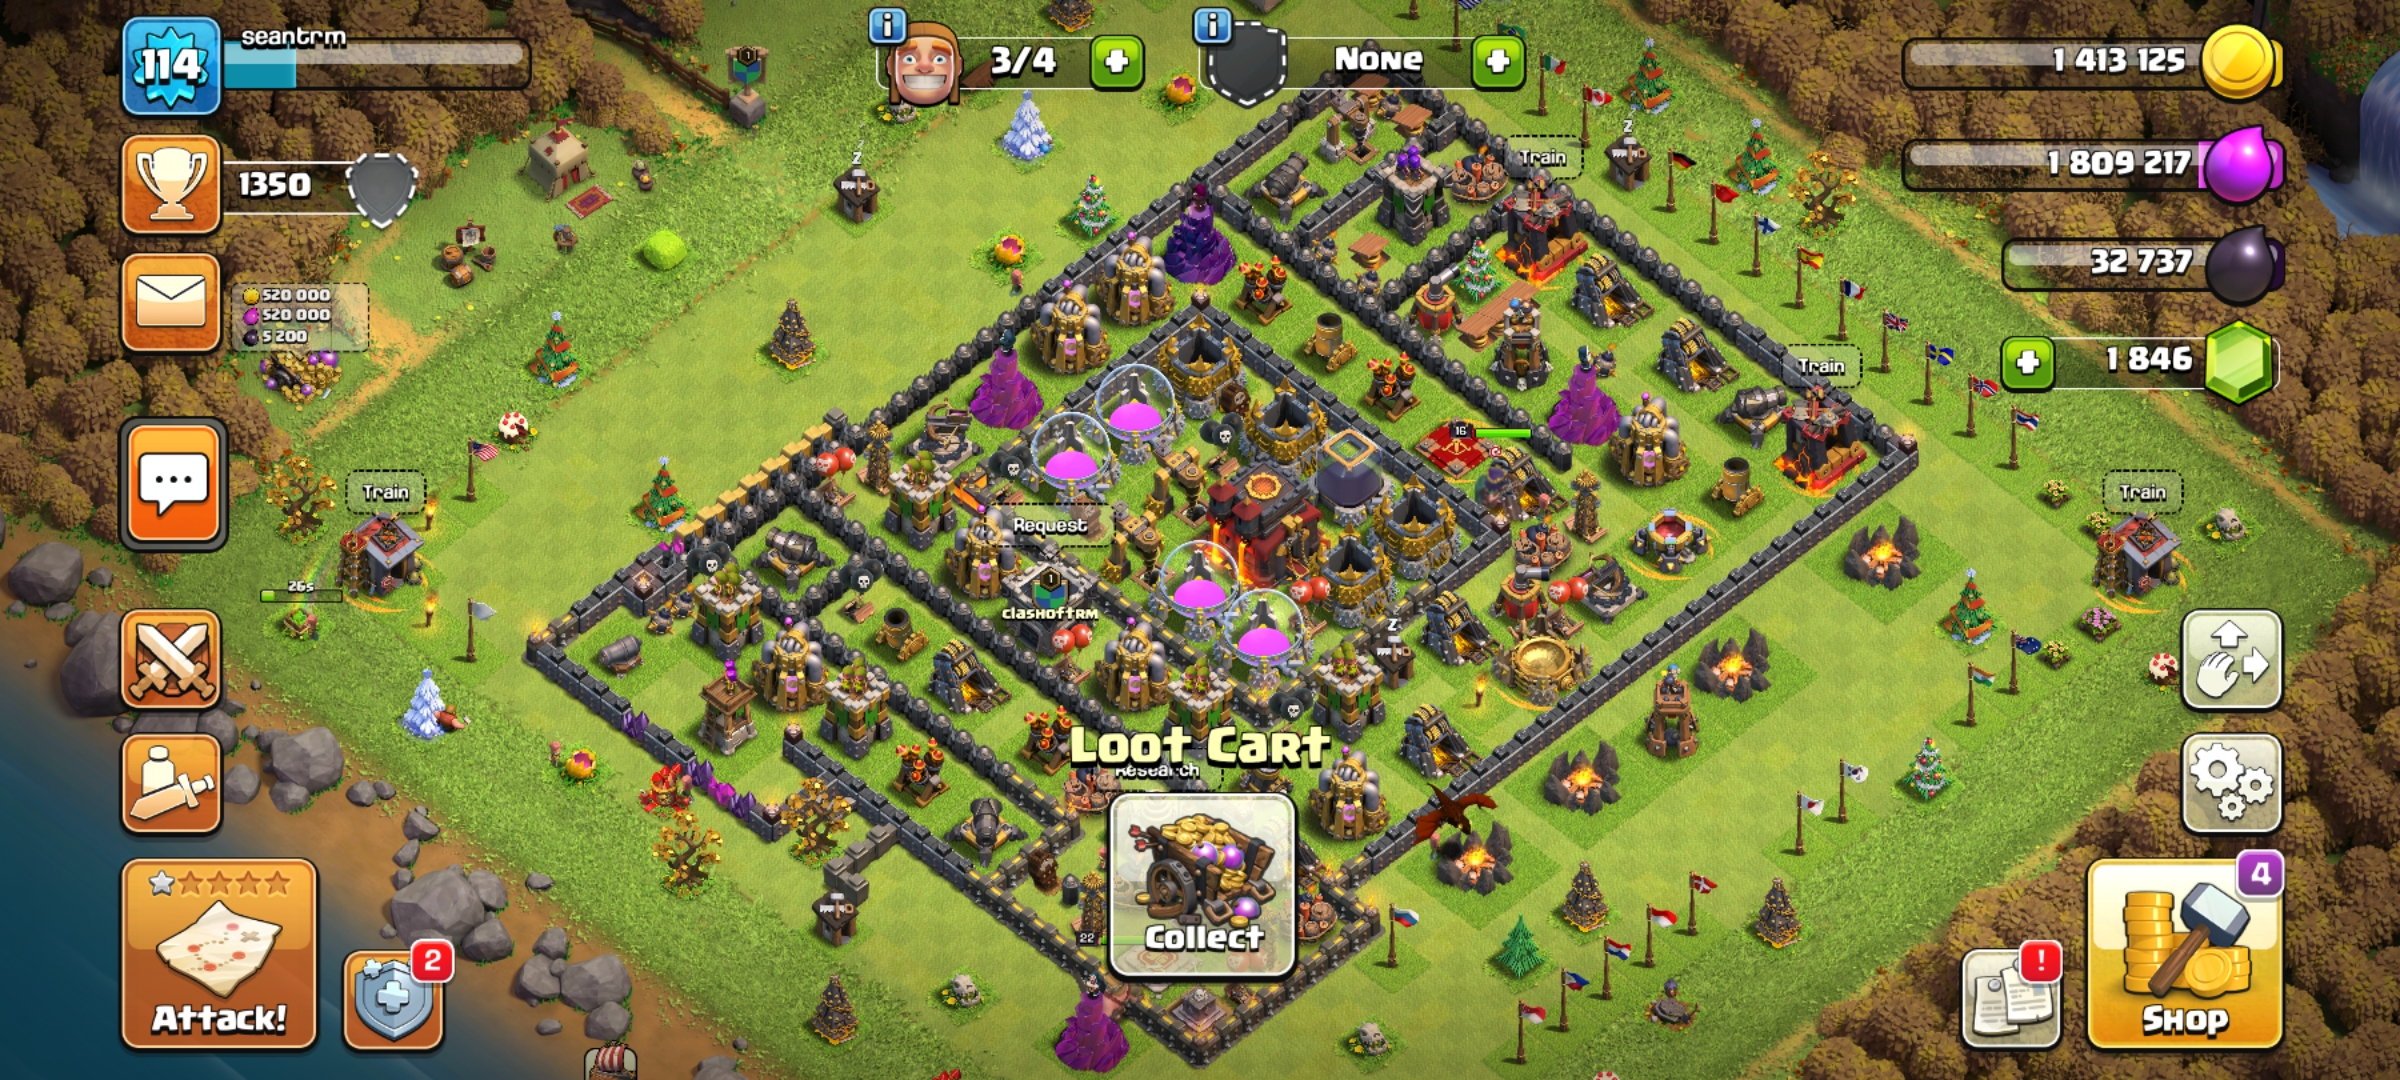 114
seantrm
3/4
None
1 413 125
1350
1 809 217
32 737
1 846
520 000
520 000
5 200
Train
Train
Train
Train
16
Request
clashoftrm
26s
z
z
z
Loot Cart
Research
Collect
22
Attack!
2
4
!
Shop